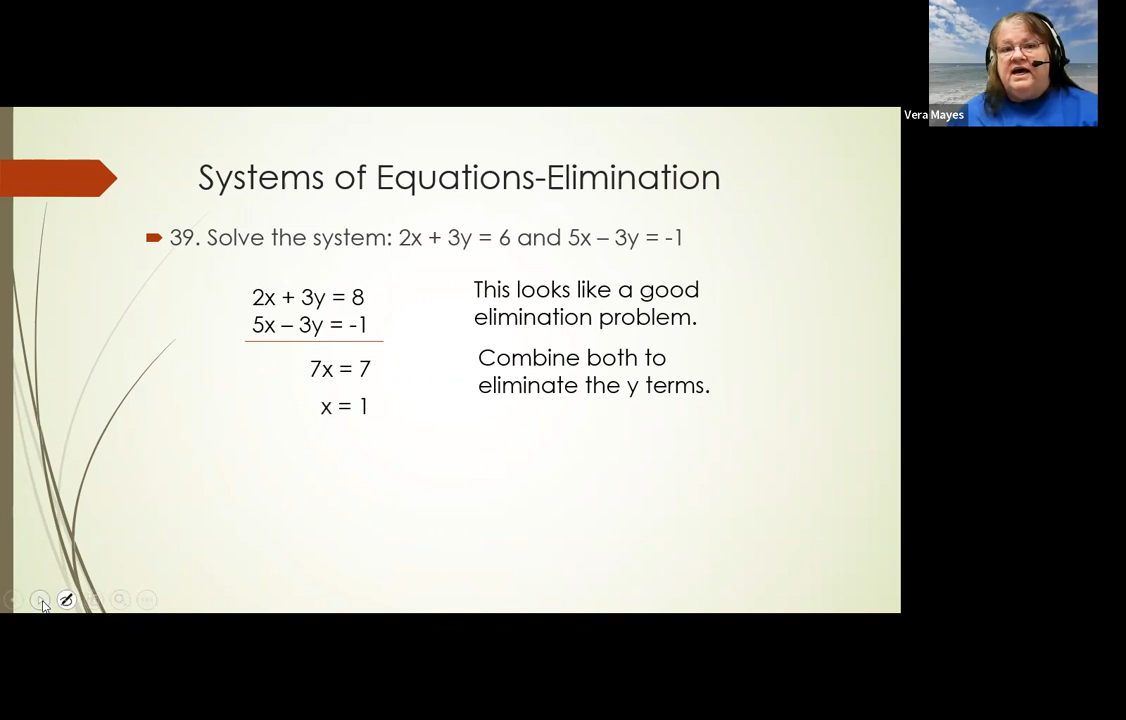 Vera Mayes
Systems of Equations-Elimination
39. Solve the system: 2x + 3y = 6 and 5x – 3y = -1
2x + 3y = 8
5x – 3y = -1
7x = 7
x = 1
This looks like a good
elimination problem.
Combine both to
eliminate the y terms.